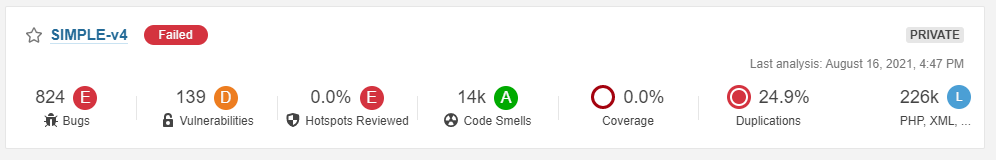 SIMPLE-v4 Failed PRIVATE
Last analysis: August 16, 2021, 4:47 PM
824 E 139 D 0.0% E 14k A 0.0% 24.9% 226k L
Bugs Vulnerabilities Hotspots Reviewed Code Smells Coverage Duplications PHP, XML, ...